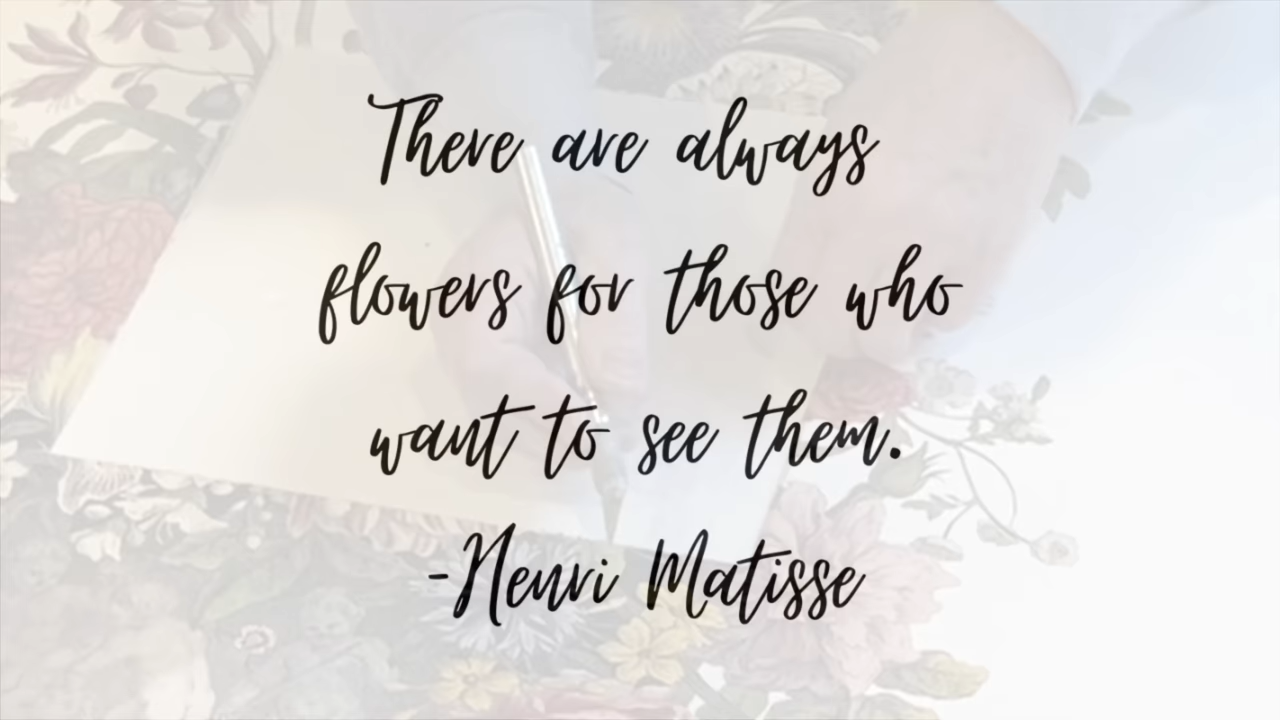 There are always
flowers for those who
want to see them.
-Henri Matisse